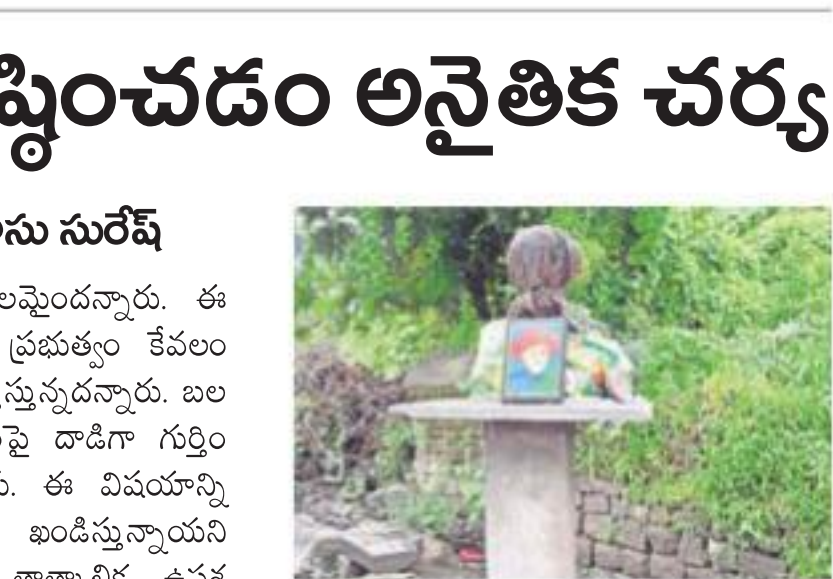 ష్ఠించడం అనైతిక చర్య
సు సురేష్
లమైందన్నారు. ఈ
ప్రభుత్వం కేవలం
స్తున్నదన్నారు. బల
పై దాడిగా గుర్తిం
ఈ విషయాన్ని
ఖండిస్తున్నాయని